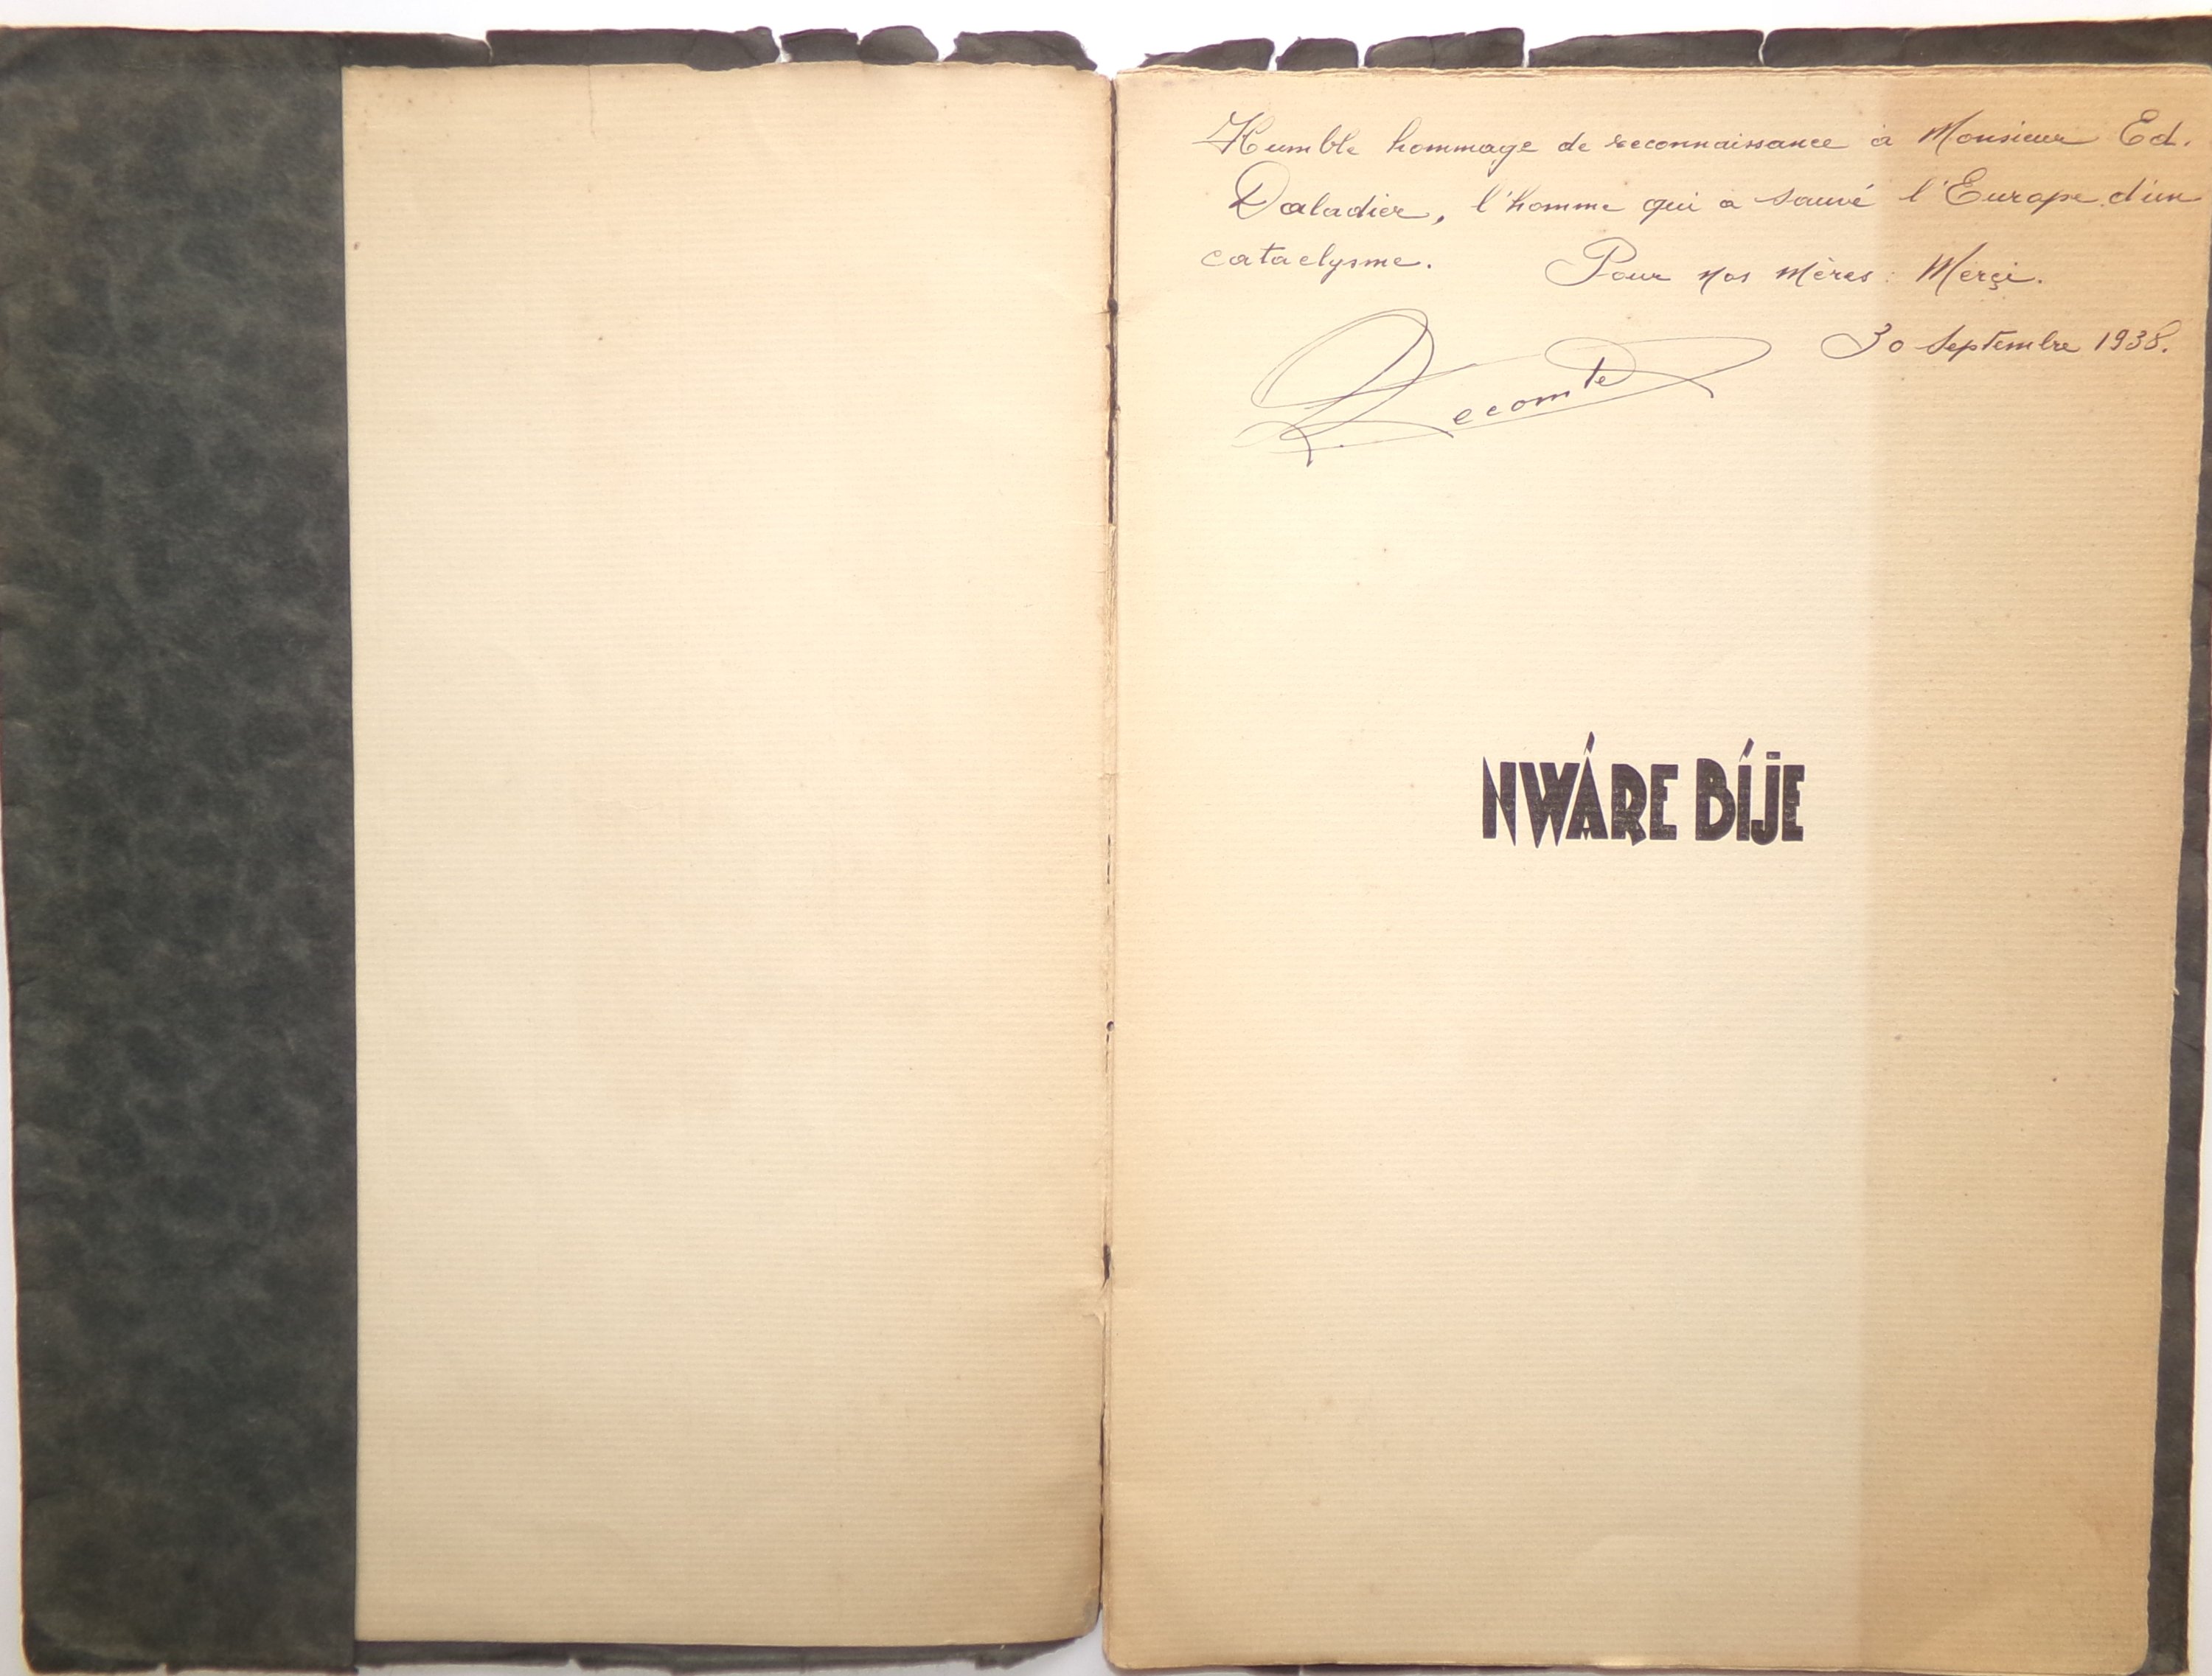 Humble hommage de reconnaissance à Monsieur Ed.
Daladier, l'homme qui a sauvé l'Europe d'un
cataclysme. Pour nos mères : Merçi.
30 Septembre 1938.
Lecomte
NWÁRE BÍJE